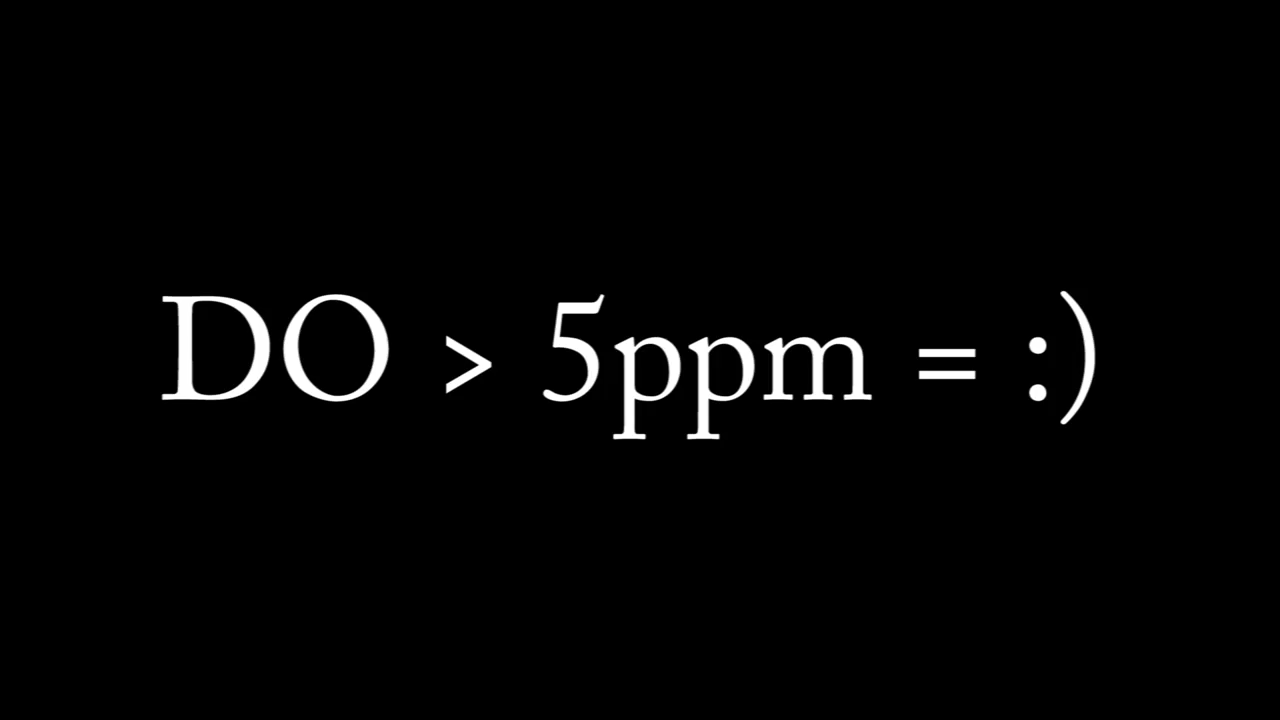 DO > 5ppm = :)